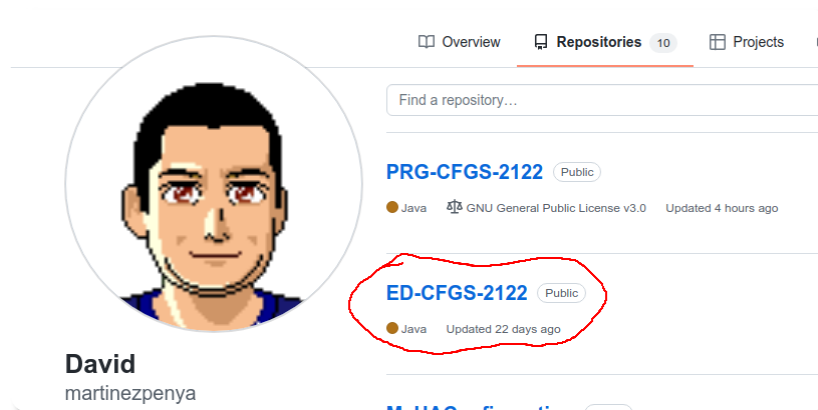 Overview Repositories 10 Projects
Find a repository…
PRG-CFGS-2122 Public
Java GNU General Public License v3.0 Updated 4 hours ago
ED-CFGS-2122 Public
Java Updated 22 days ago
David
martinezpenya